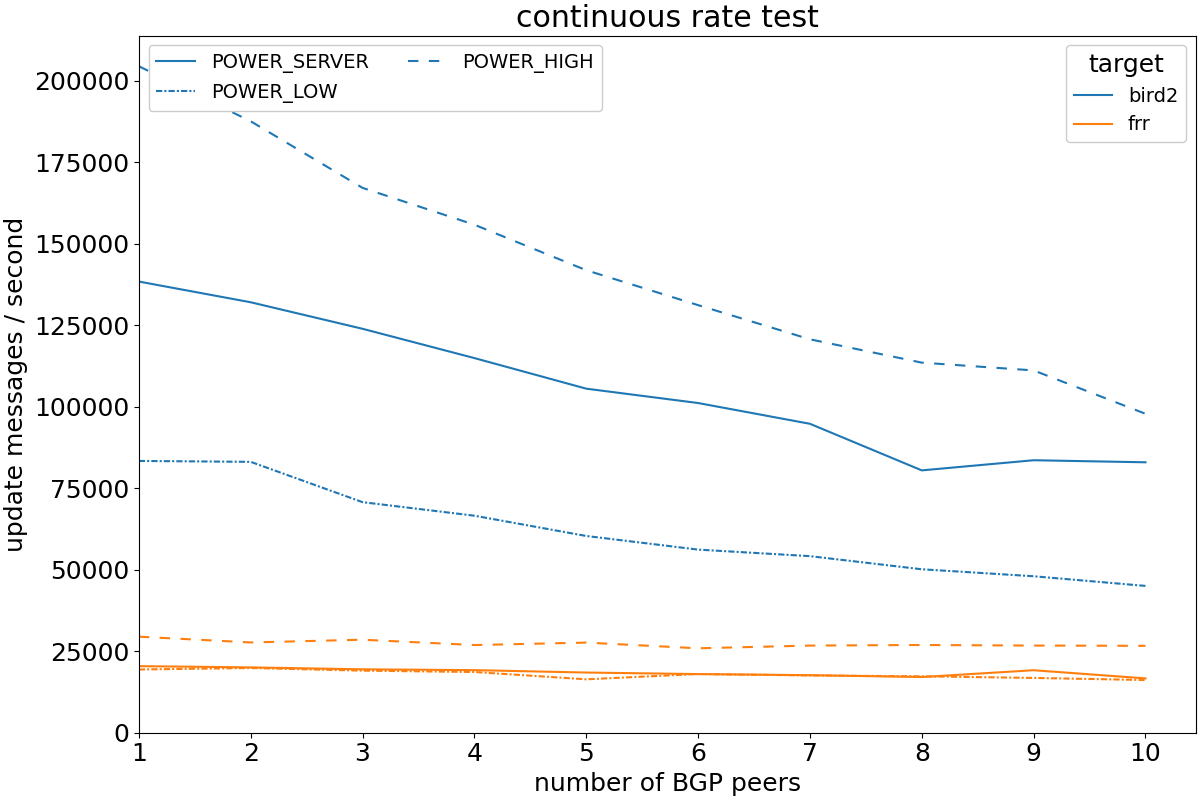 continuous rate test
POWER_SERVER POWER_HIGH
POWER_LOW
target
bird2
frr
200000
175000
150000
125000
100000
75000
50000
25000
0
update messages / second
1 2 3 4 5 6 7 8 9 10
number of BGP peers